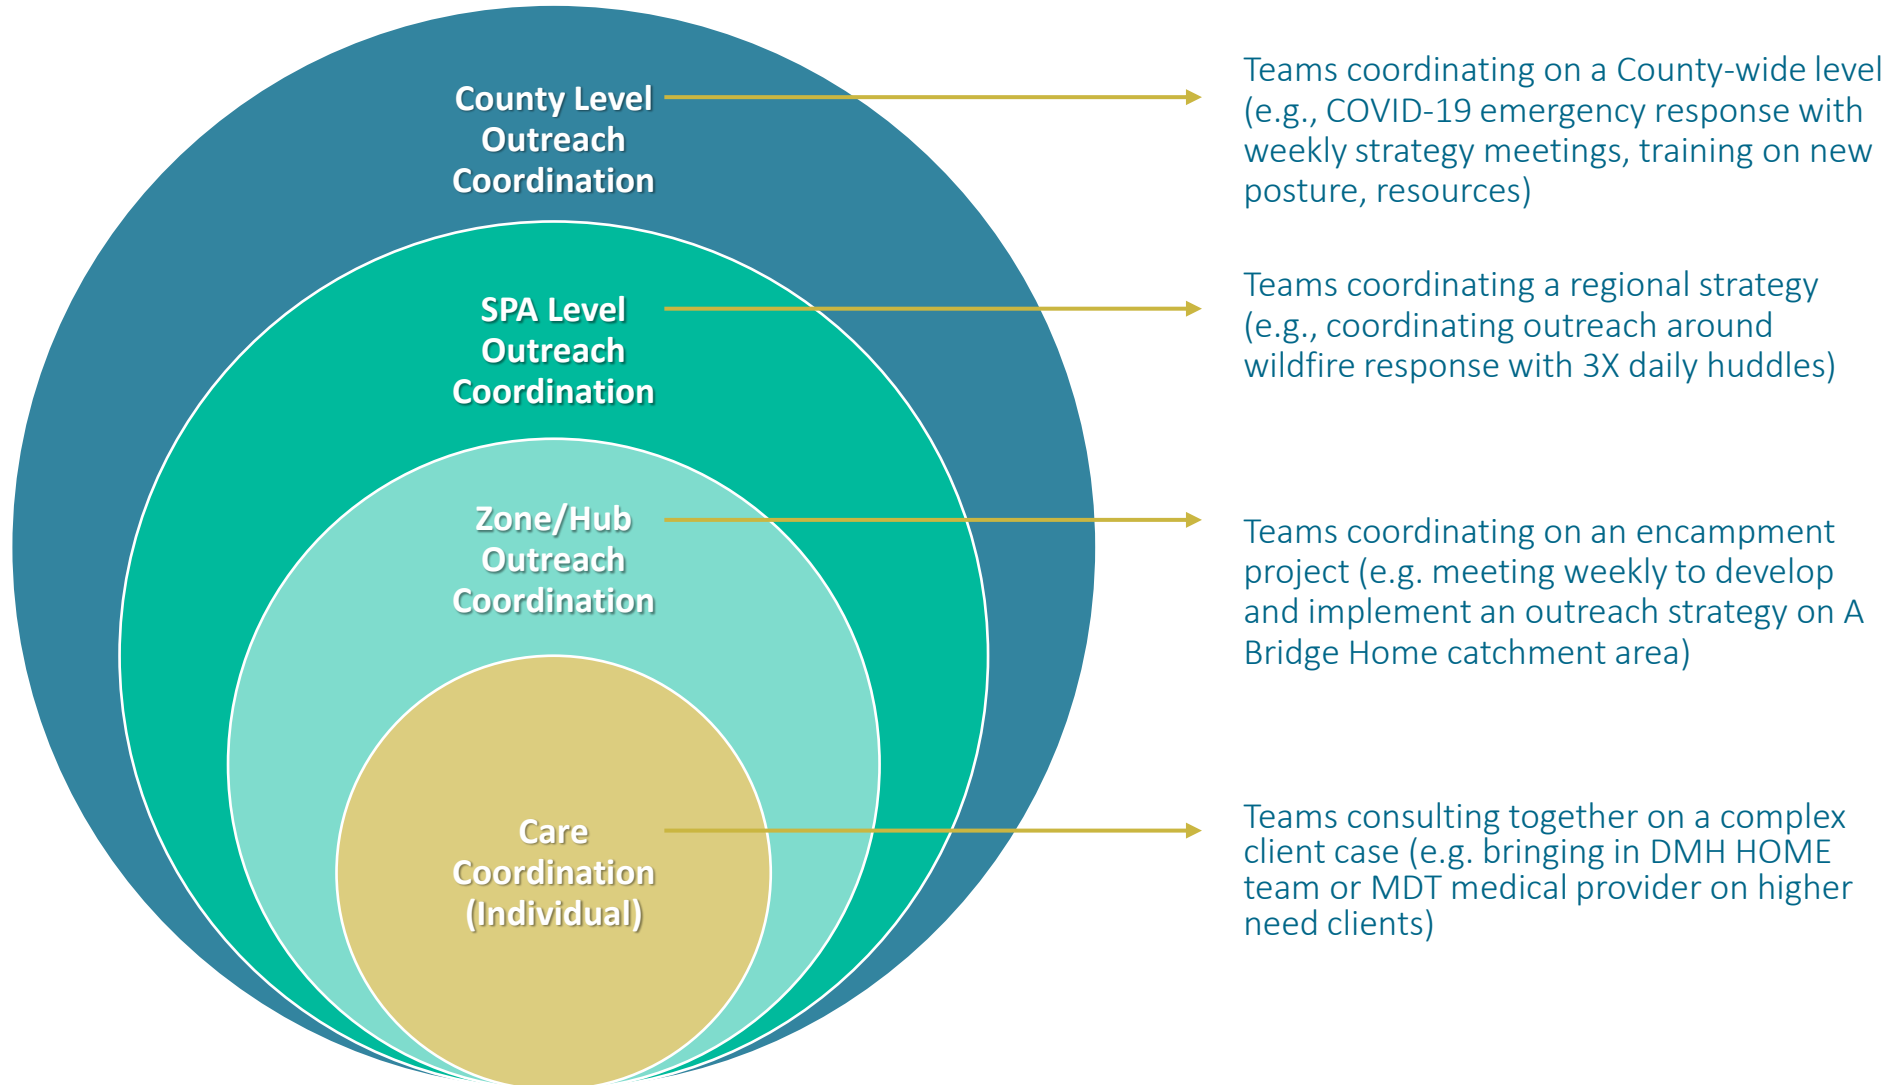 County Level
Outreach
Coordination
Teams coordinating on a County-wide level
(e.g., COVID-19 emergency response with
weekly strategy meetings, training on new
posture, resources)
SPA Level
Outreach
Coordination
Teams coordinating a regional strategy
(e.g., coordinating outreach around
wildfire response with 3X daily huddles)
Zone/Hub
Outreach
Coordination
Teams coordinating on an encampment
project (e.g. meeting weekly to develop
and implement an outreach strategy on A
Bridge Home catchment area)
Care
Coordination
(Individual)
Teams consulting together on a complex
client case (e.g. bringing in DMH HOME
team or MDT medical provider on higher
need clients)